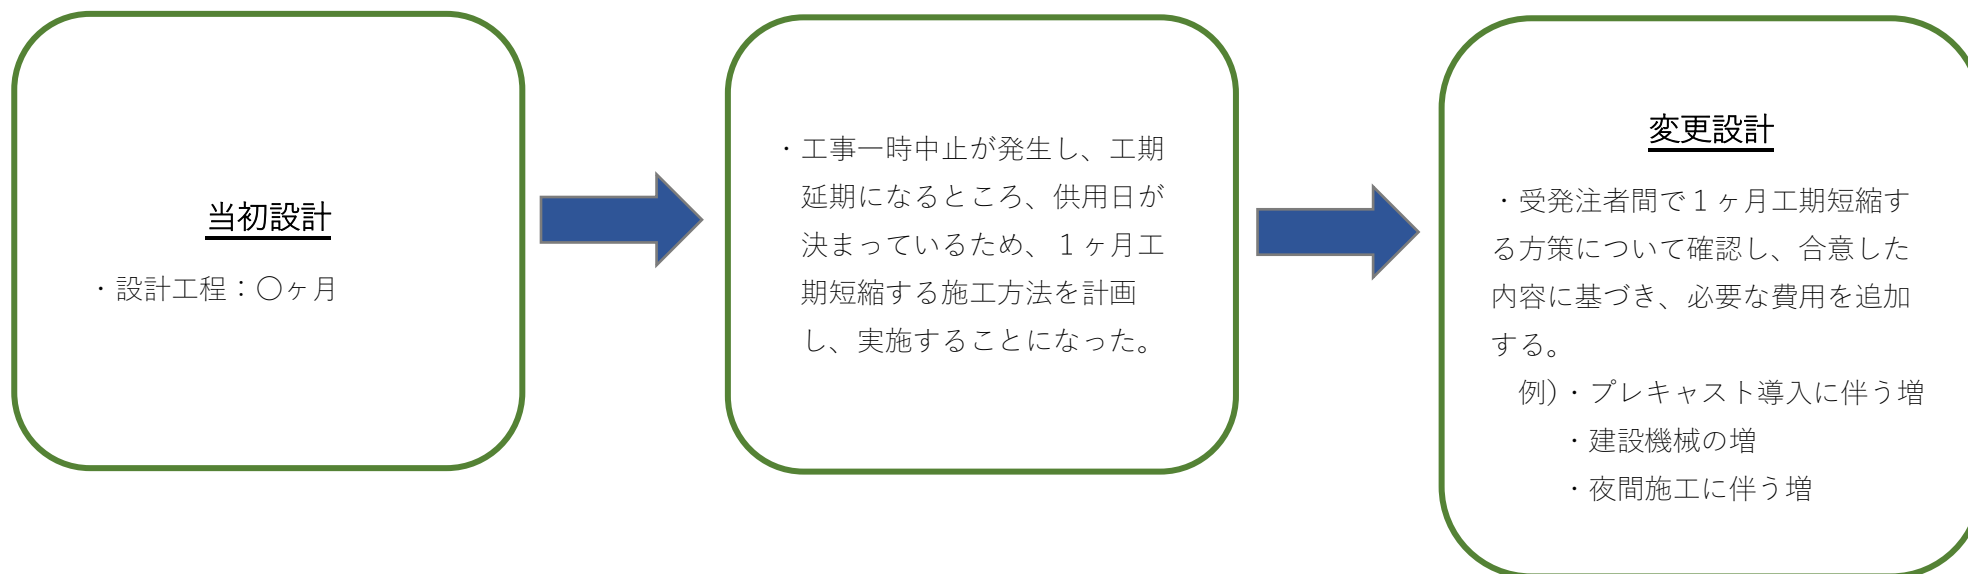 当初設計
・設計工程：〇ヶ月
・工事一時中止が発生し、工期
延期になるところ、供用日が
決まっているため、１ヶ月工
期短縮する施工方法を計画
し、実施することになった。
変更設計
・受発注者間で１ヶ月工期短縮す
る方策について確認し、合意した
内容に基づき、必要な費用を追加
する。
例）・プレキャスト導入に伴う増
・建設機械の増
・夜間施工に伴う増